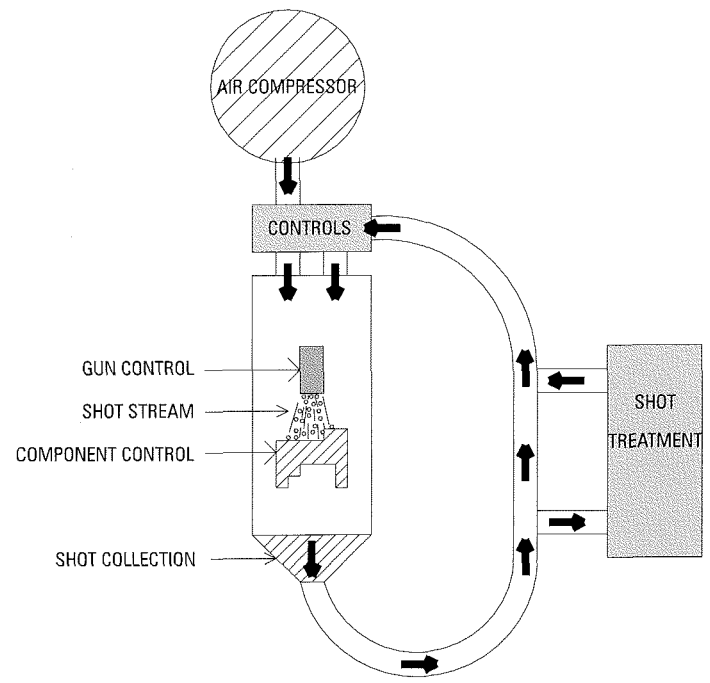 AIR COMPRESSOR
CONTROLS
GUN CONTROL
SHOT STREAM
COMPONENT CONTROL
SHOT
TREATMENT
SHOT COLLECTION